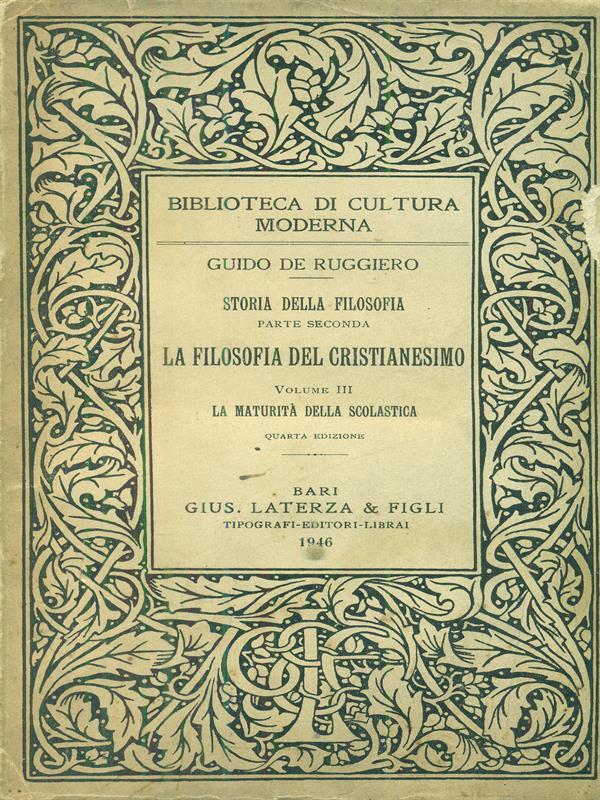 BIBLIOTECA DI CULTURA
MODERNA
GUIDO DE RUGGIERO
STORIA DELLA FILOSOFIA
PARTE SECONDA
LA FILOSOFIA DEL CRISTIANESIMO
VOLUME III
LA MATURITÀ DELLA SCOLASTICA
QUARTA EDIZIONE
BARI
GIUS. LATERZA & FIGLI
TIPOGRAFI-EDITORI-LIBRAI
1946